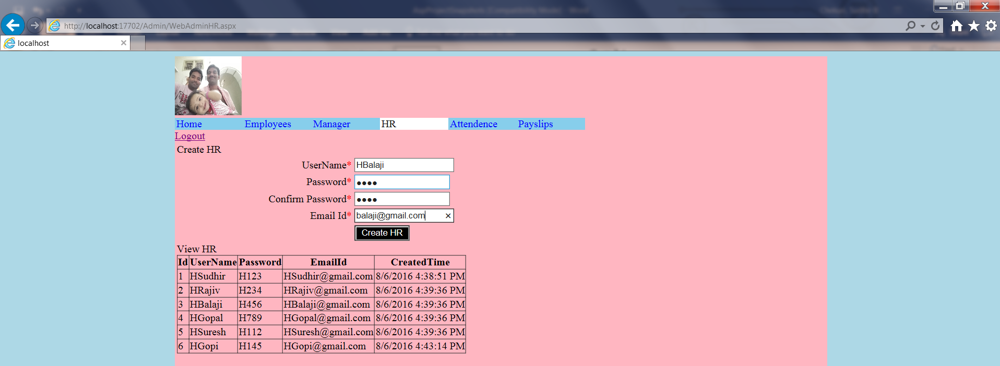 http://localhost:17702/Admin/WebAdminHR.aspx
localhost
Home Employees Manager HR Attendence Payslips
Logout
Create HR
UserName* HBalaji
Password* ●●●●
Confirm Password* ●●●●
Email Id* balaji@gmail.com
Create HR
View HR
Id UserName Password EmailId CreatedTime
1 HSudhir H123 HSudhir@gmail.com 8/6/2016 4:38:51 PM
2 HRajiv H234 HRajiv@gmail.com 8/6/2016 4:39:36 PM
3 HBalaji H456 HBalaji@gmail.com 8/6/2016 4:39:36 PM
4 HGopal H789 HGopal@gmail.com 8/6/2016 4:39:36 PM
5 HSuresh H112 HSuresh@gmail.com 8/6/2016 4:39:36 PM
6 HGopi H145 HGopi@gmail.com 8/6/2016 4:43:14 PM